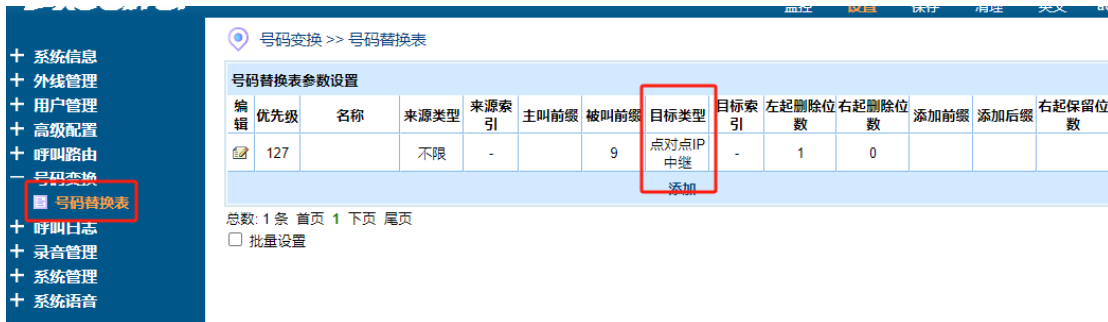 监控 设置 保存 清理 英文
号码变换 >> 号码替换表
系统信息
外线管理
用户管理
高级配置
呼叫路由
号码变换
号码替换表
呼叫日志
录音管理
系统管理
系统语音
号码替换表参数设置
编辑 优先级 名称 来源类型 来源索引 主叫前缀 被叫前缀 目标类型 目标索引 左起删除位数 右起删除位数 添加前缀 添加后缀 右起保留位数
127 不限 - 9 点对点IP中继 - 1 0
添加
总数: 1 条 首页 1 下页 尾页
批量设置